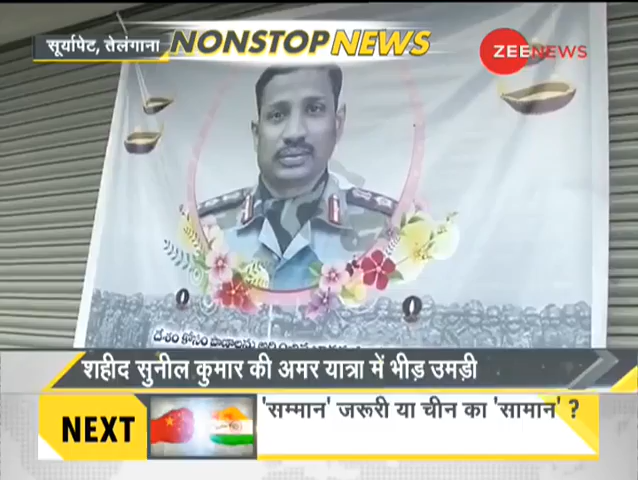 सूर्यापेट, तेलंगाना
NONSTOP NEWS
ZEE NEWS
దేశం కోసం
शहीद सुनील कुमार की अमर यात्रा में भीड़ उमड़ी
NEXT
'सम्मान' जरूरी या चीन का 'सामान' ?